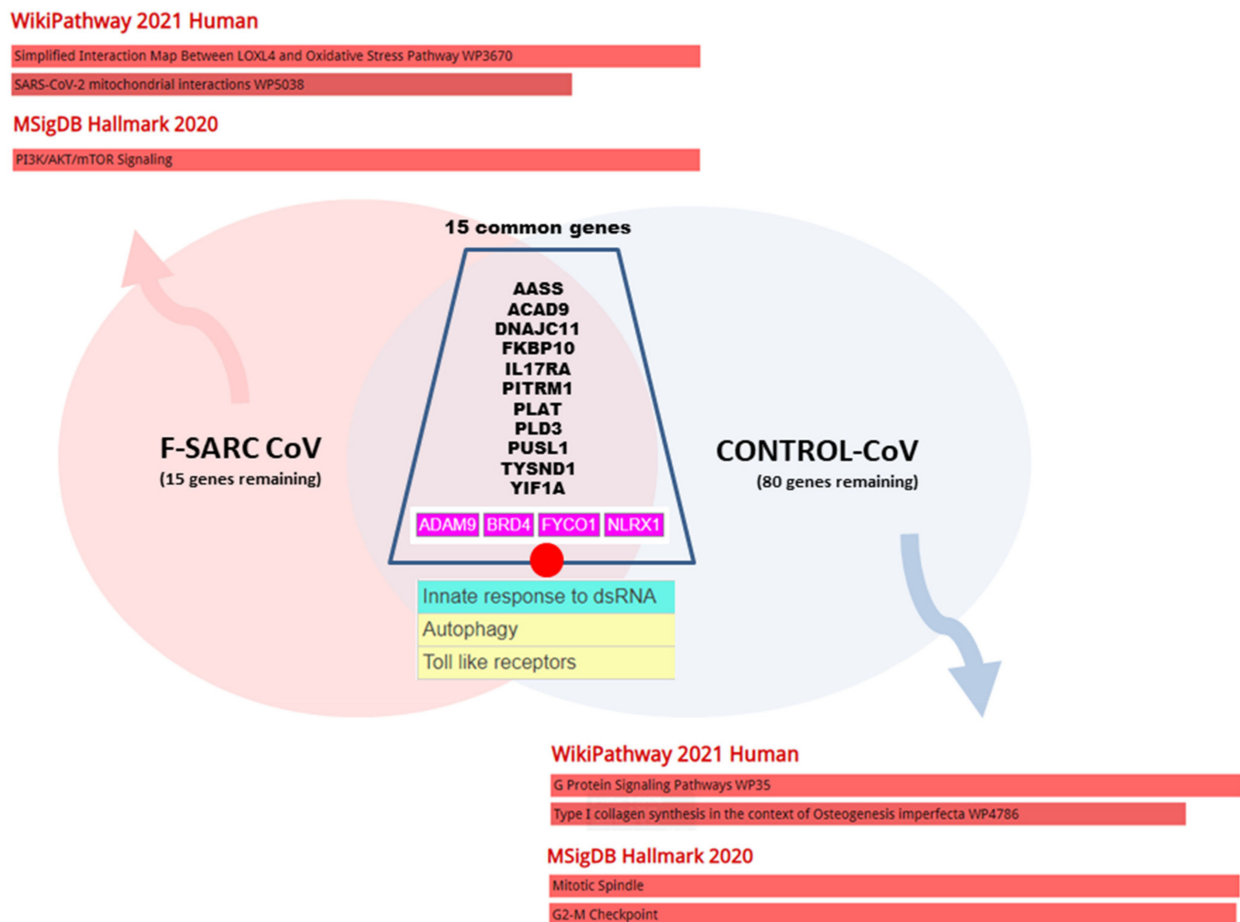 WikiPathway 2021 Human
Simplified Interaction Map Between LOXL4 and Oxidative Stress Pathway WP3670
SARS-CoV-2 mitochondrial interactions WP5038
MSigDB Hallmark 2020
PI3K/AKT/mTOR Signaling
15 common genes
AASS
ACAD9
DNAJC11
FKBP10
IL17RA
PITRM1
PLAT
PLD3
PUSL1
TYSND1
YIF1A
ADAM9 BRD4 FYCO1 NLRX1
F-SARC CoV
(15 genes remaining)
CONTROL-CoV
(80 genes remaining)
Innate response to dsRNA
Autophagy
Toll like receptors
WikiPathway 2021 Human
G Protein Signaling Pathways WP35
Type I collagen synthesis in the context of Osteogenesis imperfecta WP4786
MSigDB Hallmark 2020
Mitotic Spindle
G2-M Checkpoint